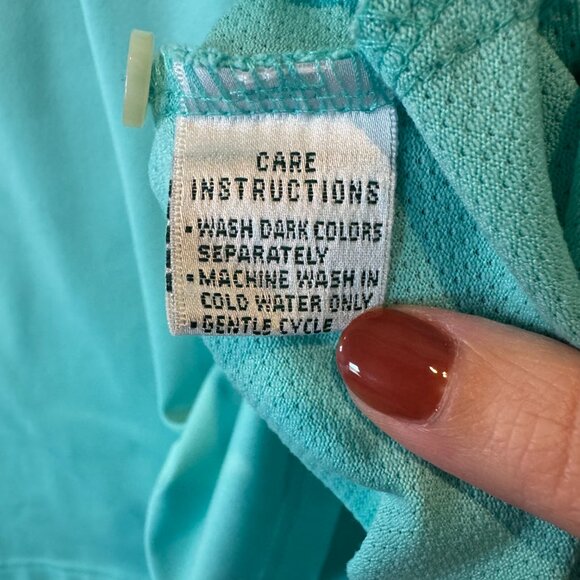 CARE
INSTRUCTIONS
• WASH DARK COLORS
SEPARATELY
• MACHINE WASH IN
COLD WATER ONLY
• GENTLE CYCLE